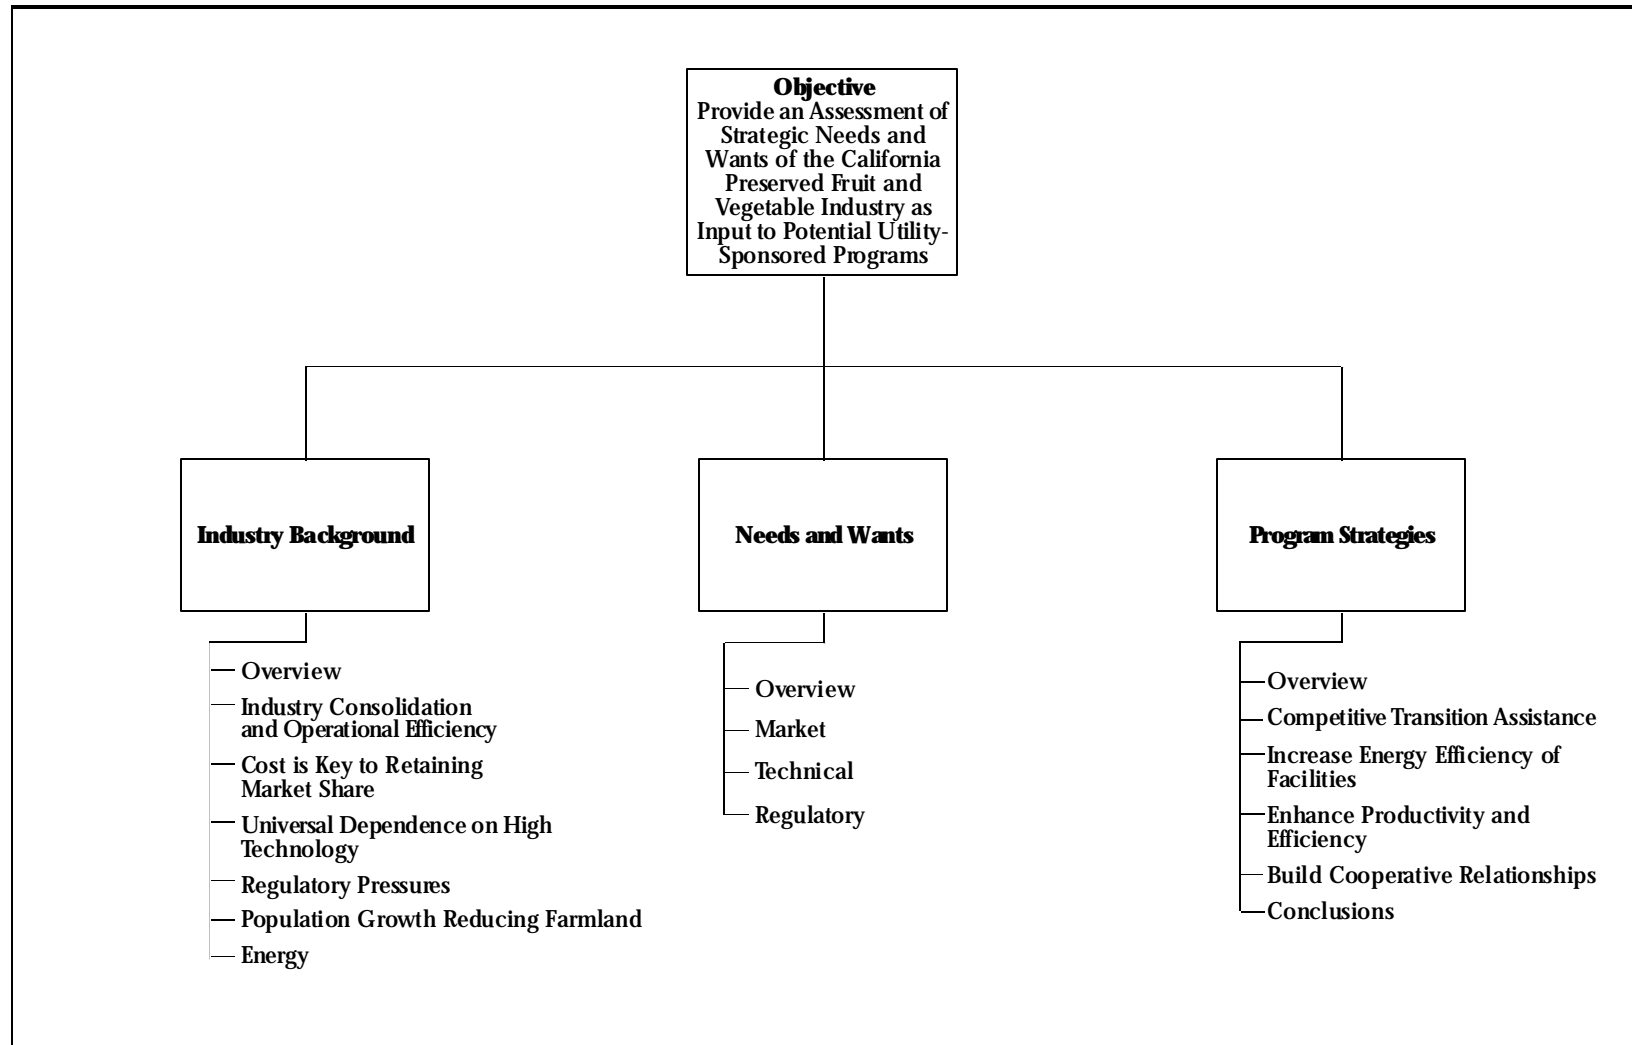 Objective
Provide an Assessment of
Strategic Needs and
Wants of the California
Preserved Fruit and
Vegetable Industry as
Input to Potential Utility-
Sponsored Programs
Industry Background
Overview
Industry Consolidation
and Operational Efficiency
Cost is Key to Retaining
Market Share
Universal Dependence on High
Technology
Regulatory Pressures
Population Growth Reducing Farmland
Energy
Needs and Wants
Overview
Market
Technical
Regulatory
Program Strategies
Overview
Competitive Transition Assistance
Increase Energy Efficiency of
Facilities
Enhance Productivity and
Efficiency
Build Cooperative Relationships
Conclusions